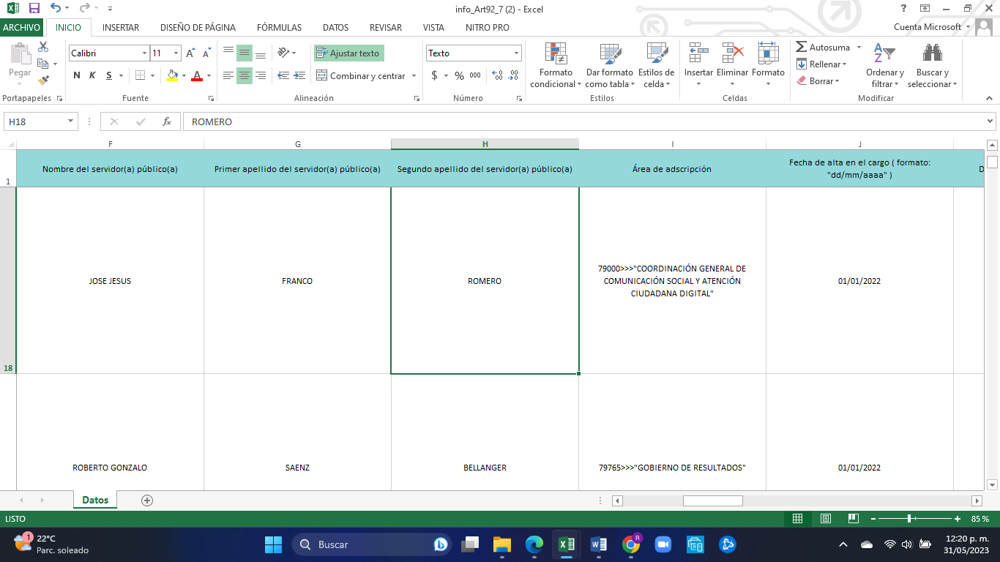 info_Art92_7 (2) - Excel
ARCHIVO INICIO INSERTAR DISEÑO DE PÁGINA FÓRMULAS DATOS REVISAR VISTA NITRO PRO Cuenta Microsoft
Pegar
Portapapeles
Calibri 11
N K S
Fuente
Ajustar texto
Combinar y centrar
Alineación
Texto
$ % 000
Número
Formato condicional
Dar formato como tabla
Estilos de celda
Estilos
Insertar Eliminar Formato
Celdas
Autosuma
Rellenar
Borrar
Ordenar y filtrar
Buscar y seleccionar
Modificar
H18 fx ROMERO
F G H I J
1 Nombre del servidor(a) público(a) Primer apellido del servidor(a) público(a) Segundo apellido del servidor(a) público(a) Área de adscripción Fecha de alta en el cargo ( formato: "dd/mm/aaaa" ) D
18 JOSE JESUS FRANCO ROMERO 79000>>>"COORDINACIÓN GENERAL DE COMUNICACIÓN SOCIAL Y ATENCIÓN CIUDADANA DIGITAL" 01/01/2022
ROBERTO GONZALO SAENZ BELLANGER 79765>>>"GOBIERNO DE RESULTADOS" 01/01/2022
Datos
LISTO 85 %
1 22°C
Parc. soleado
Buscar
R
12:20 p. m.
31/05/2023